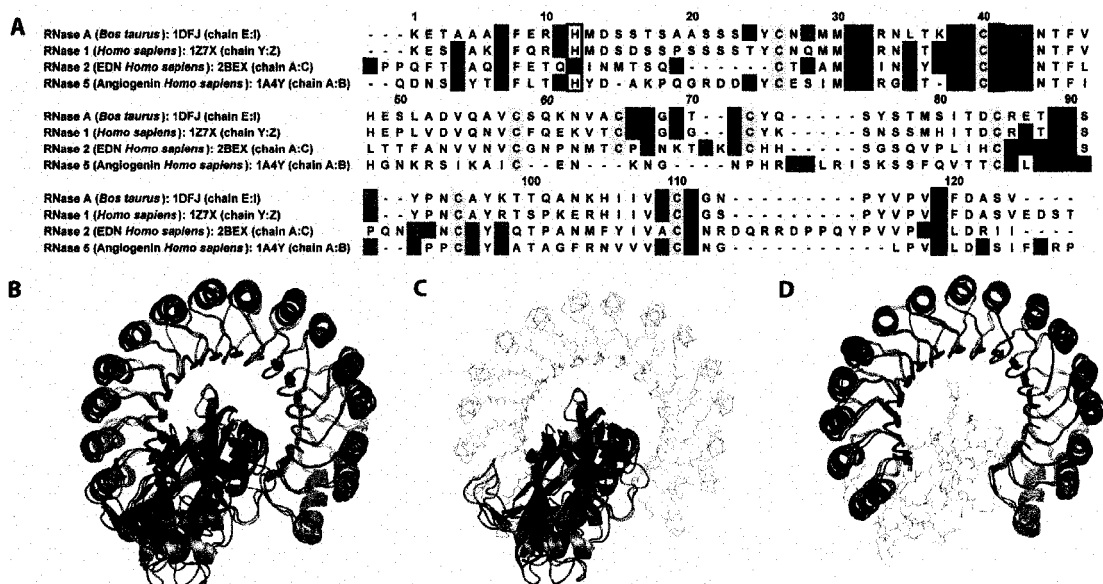 A
1 10 20 30 40
RNase A (Bos taurus): 1DFJ (chain E:I) - - - K E T A A A F E R H M D S S T S A A S S S Y C N M M R N L T K C N T F V
RNase 1 (Homo sapiens): 1Z7X (chain Y:Z) - - - K E S A K F Q R H M D S S P S S S S T Y C N M M R N T C N T F V
RNase 2 (EDN Homo sapiens): 2BEX (chain A:C) P P Q F T A Q F E T Q I N M T S Q - - - - - - C T A M I N Y C N T F L
RNase 5 (Angiogenin Homo sapiens): 1A4Y (chain A:B) - - Q D N S Y T F L T H Y D - A K P Q G R D D Y C E S I M R G T - C N T F I
50 60 70 80 90
RNase A (Bos taurus): 1DFJ (chain E:I) H E S L A D V Q A V C S Q K N V A C G T - - C Y Q - - - - - S Y S T M S I T D C R E T S
RNase 1 (Homo sapiens): 1Z7X (chain Y:Z) H E P L V D V Q N V C F Q E K V T C G T - - C Y K - - - - - S N S S M H I T D C R T S
RNase 2 (EDN Homo sapiens): 2BEX (chain A:C) L T T F A N V V N V C G N P N M T C P N K T K C H H - - - - - S G S Q V P L I H C S
RNase 5 (Angiogenin Homo sapiens): 1A4Y (chain A:B) H G N K R S I K A I C - E N - - K N G - - - - N P H R L R I S K S S F Q V T T C L
100 110 120
RNase A (Bos taurus): 1DFJ (chain E:I) - - Y P N C A Y K T T Q A N K H I I V C G N - - - - - - - - - P Y V P V F D A S V - - - -
RNase 1 (Homo sapiens): 1Z7X (chain Y:Z) - - Y P N C A Y R T S P K E R H I I V C G S - - - - - - - - - P Y V P V F D A S V E D S T
RNase 2 (EDN Homo sapiens): 2BEX (chain A:C) P Q N N C Y Q T P A N M F Y I V A C N R D Q R R D P P Q Y P V V P L D R I I - - - -
RNase 5 (Angiogenin Homo sapiens): 1A4Y (chain A:B) - - P P C Y A T A G F R N V V V C N G - - - - - - - - - - L P V L D S I F R P
B C D